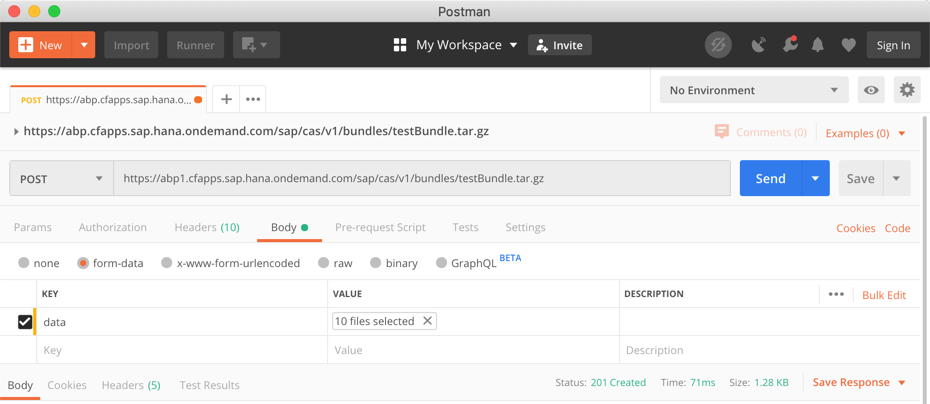 Postman
New Import Runner My Workspace Invite Sign In
POST https://abp.cfapps.sap.hana.o... No Environment
https://abp.cfapps.sap.hana.ondemand.com/sap/cas/v1/bundles/testBundle.tar.gz Comments (0) Examples (0)
POST https://abp1.cfapps.sap.hana.ondemand.com/sap/cas/v1/bundles/testBundle.tar.gz Send Save
Params Authorization Headers (10) Body Pre-request Script Tests Settings Cookies Code
none form-data x-www-form-urlencoded raw binary GraphQL BETA
KEY VALUE DESCRIPTION Bulk Edit
data 10 files selected
Key Value Description
Body Cookies Headers (5) Test Results Status: 201 Created Time: 71ms Size: 1.28 KB Save Response